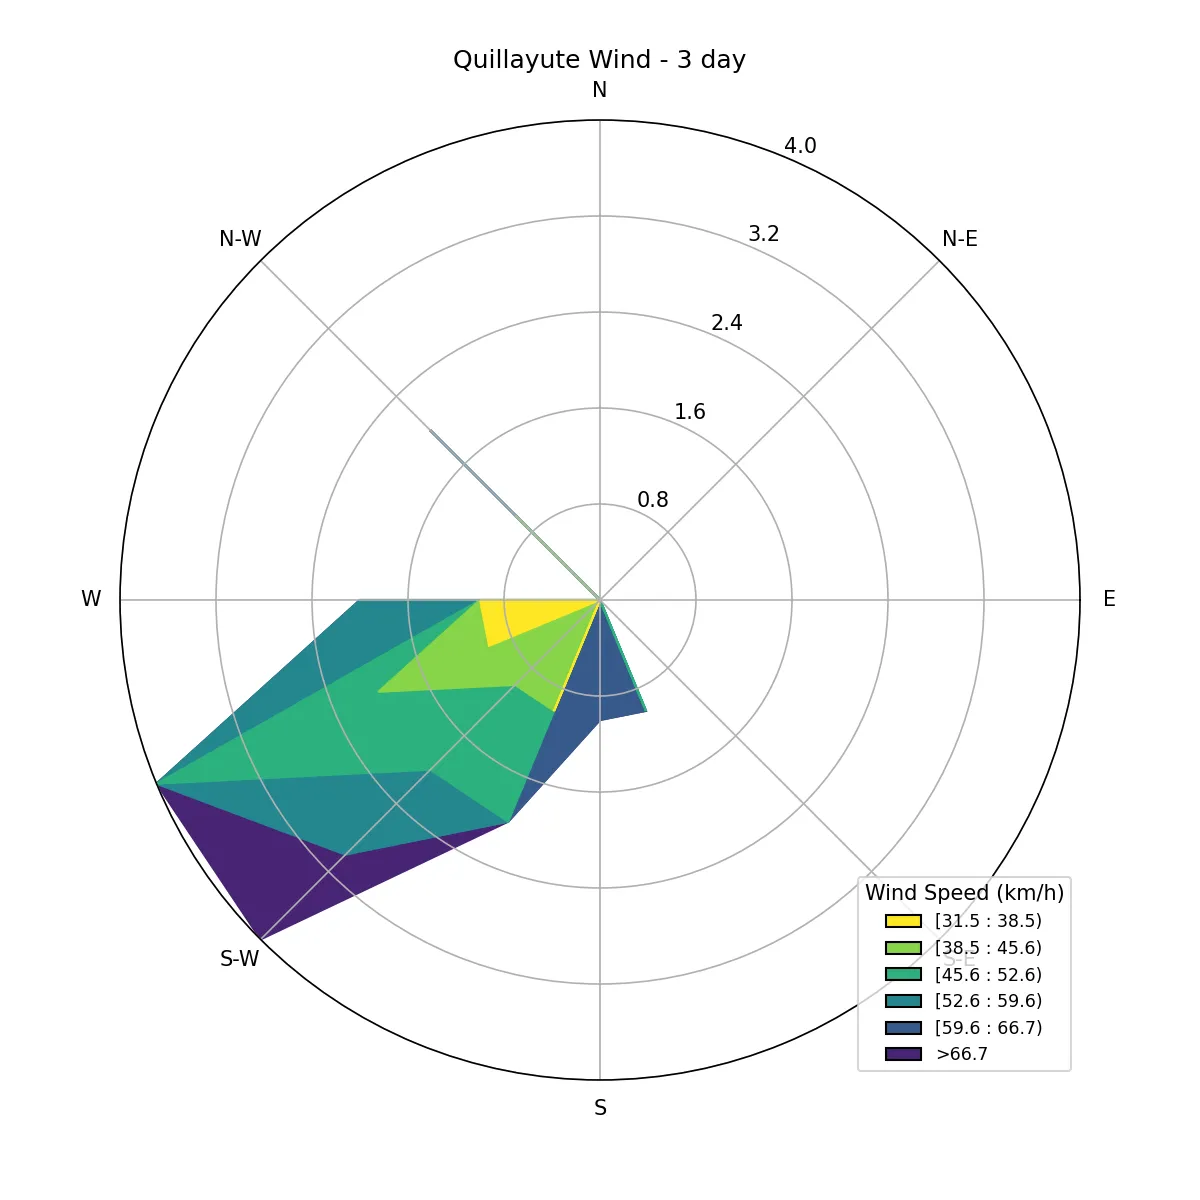 Quillayute Wind - 3 day
N
4.0
N-W
3.2
N-E
2.4
1.6
0.8
W
E
S-W
S-E
S
Wind Speed (km/h)
[31.5 : 38.5)
[38.5 : 45.6)
[45.6 : 52.6)
[52.6 : 59.6)
[59.6 : 66.7)
>66.7